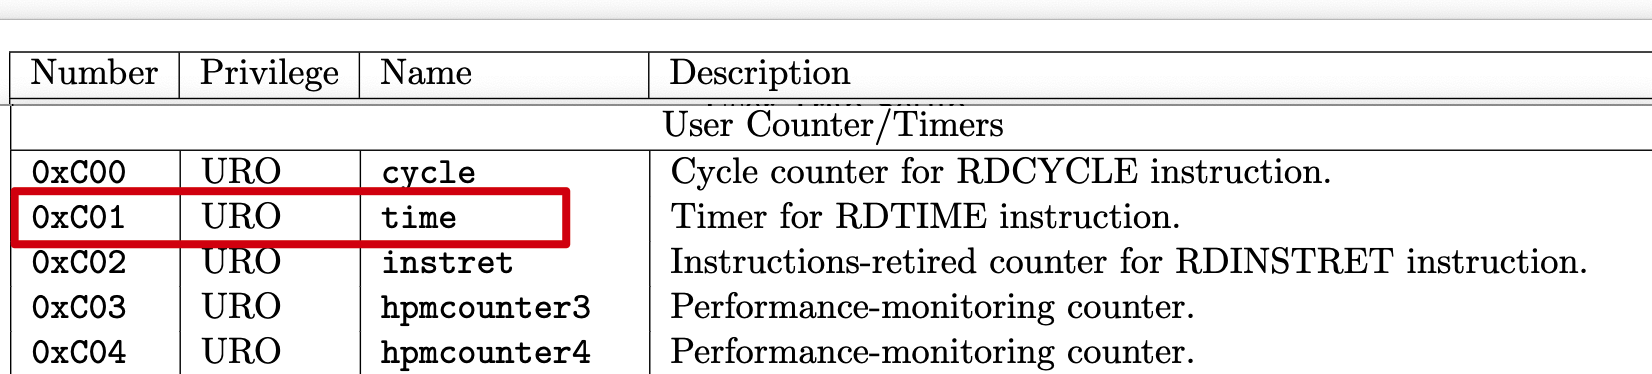 Number Privilege Name Description
User Counter/Timers
0xC00 URO cycle Cycle counter for RDCYCLE instruction.
0xC01 URO time Timer for RDTIME instruction.
0xC02 URO instret Instructions-retired counter for RDINSTRET instruction.
0xC03 URO hpmcounter3 Performance-monitoring counter.
0xC04 URO hpmcounter4 Performance-monitoring counter.